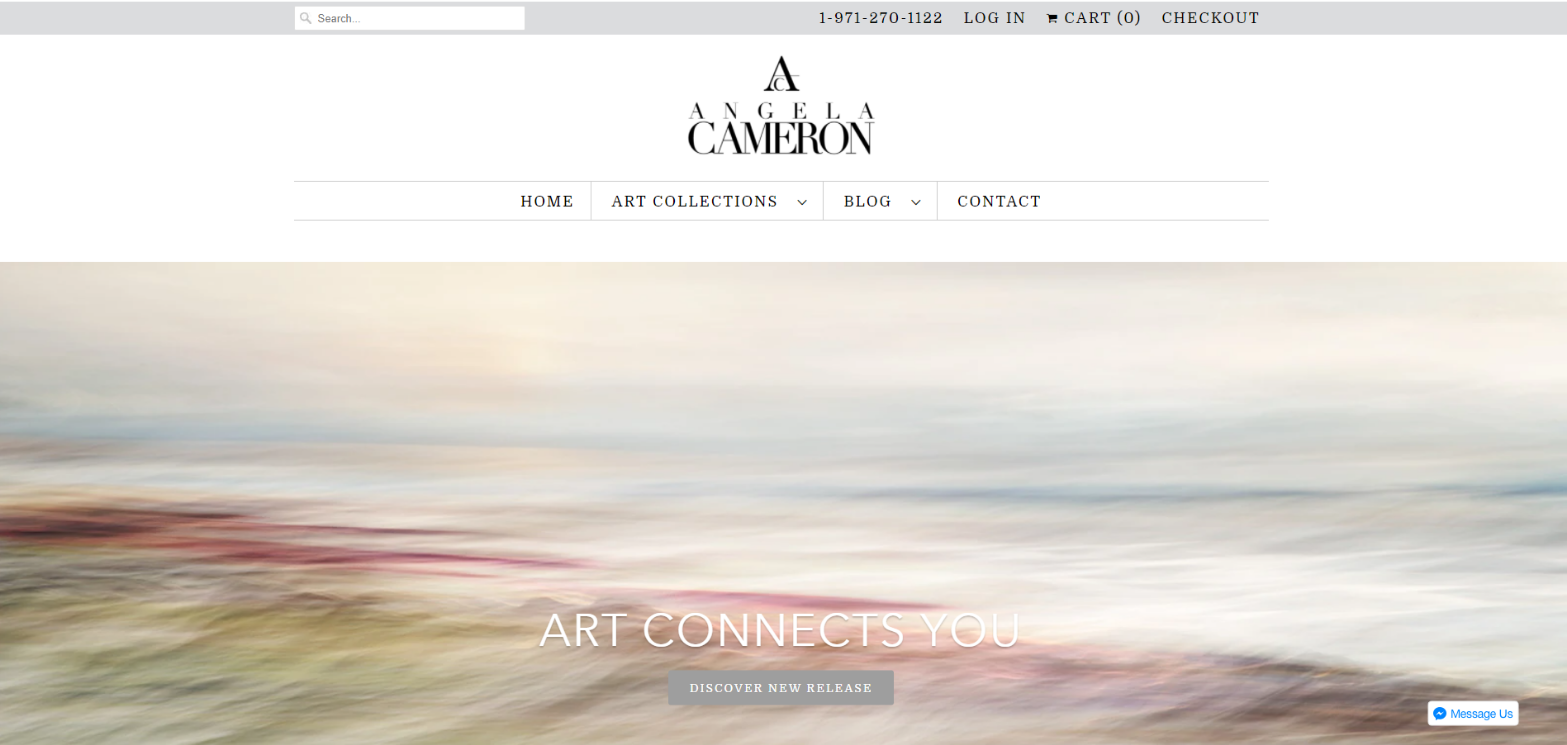 Search...
1-971-270-1122 LOG IN CART (0) CHECKOUT
AC
ANGELA
CAMERON
HOME ART COLLECTIONS BLOG CONTACT
ART CONNECTS YOU
DISCOVER NEW RELEASE
Message Us